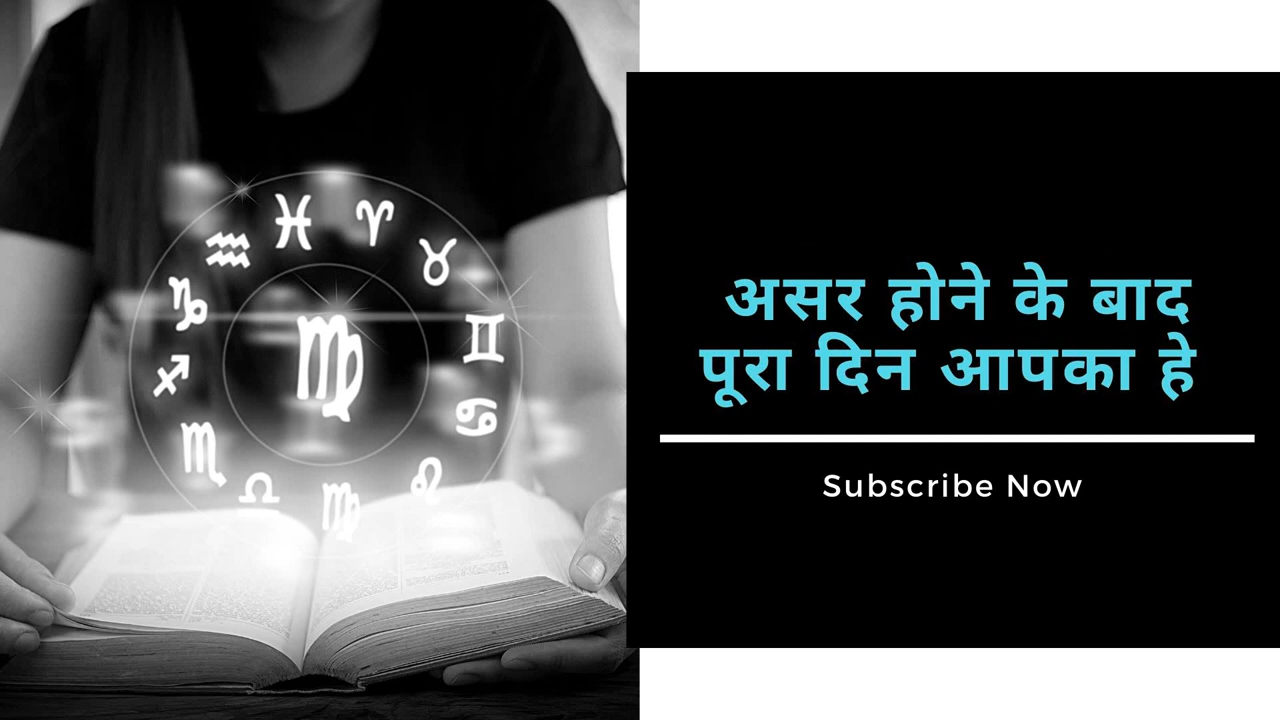 असर होने के बाद
पूरा दिन आपका हे
Subscribe Now